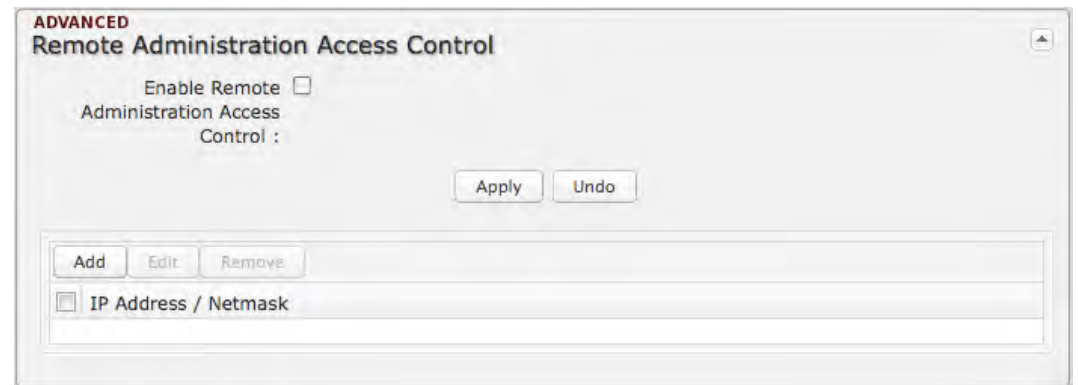 ADVANCED
Remote Administration Access Control
Enable Remote
Administration Access
Control :
Apply Undo
Add Edit Remove
IP Address / Netmask